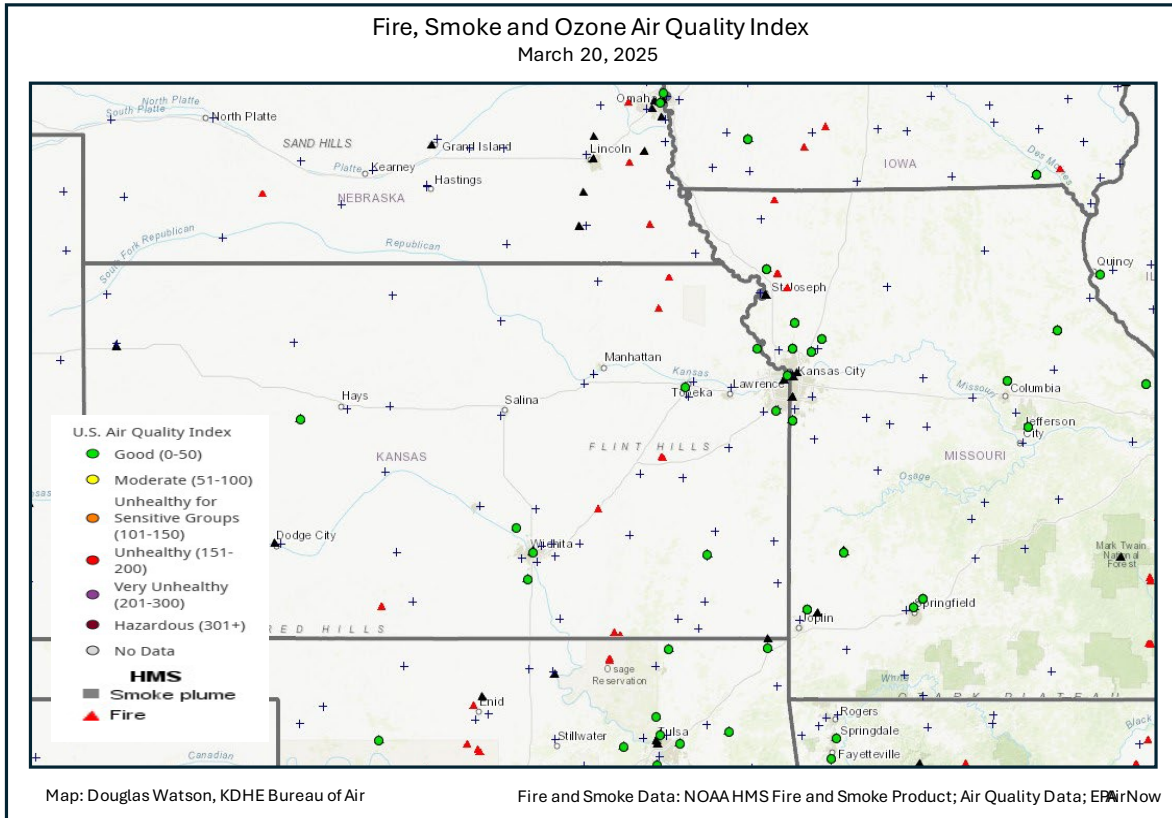 Fire, Smoke and Ozone Air Quality Index
March 20, 2025
North Platte
South Platte
North Platte
SAND HILLS
Platte
Kearney
NEBRASKA
Grand Island
Hastings
Lincoln
Omaha
IOWA
Des Moines
South Fork Republican
Republican
Quincy
IL
St Joseph
Manhattan
Kansas
Topeka
Lawrence
Kansas City
Missouri
Columbia
Jefferson
City
MISSOURI
Osage
Hays
Salina
FLINT HILLS
KANSAS
U.S. Air Quality Index
Good (0-50)
Moderate (51-100)
Unhealthy for
Sensitive Groups
(101-150)
Unhealthy (151-
200)
Very Unhealthy
(201-300)
Hazardous (301+)
No Data
HMS
Smoke plume
Fire
nsas
Dodge City
Wichita
Mark Twain
National
Forest
Springfield
Joplin
RED HILLS
Osage
Reservation
White
OZARK PLATEAU
Enid
Stillwater
Tulsa
Rogers
Springdale
Fayetteville
Black
Canadian
Map: Douglas Watson, KDHE Bureau of Air
Fire and Smoke Data: NOAA HMS Fire and Smoke Product; Air Quality Data; EPA AirNow